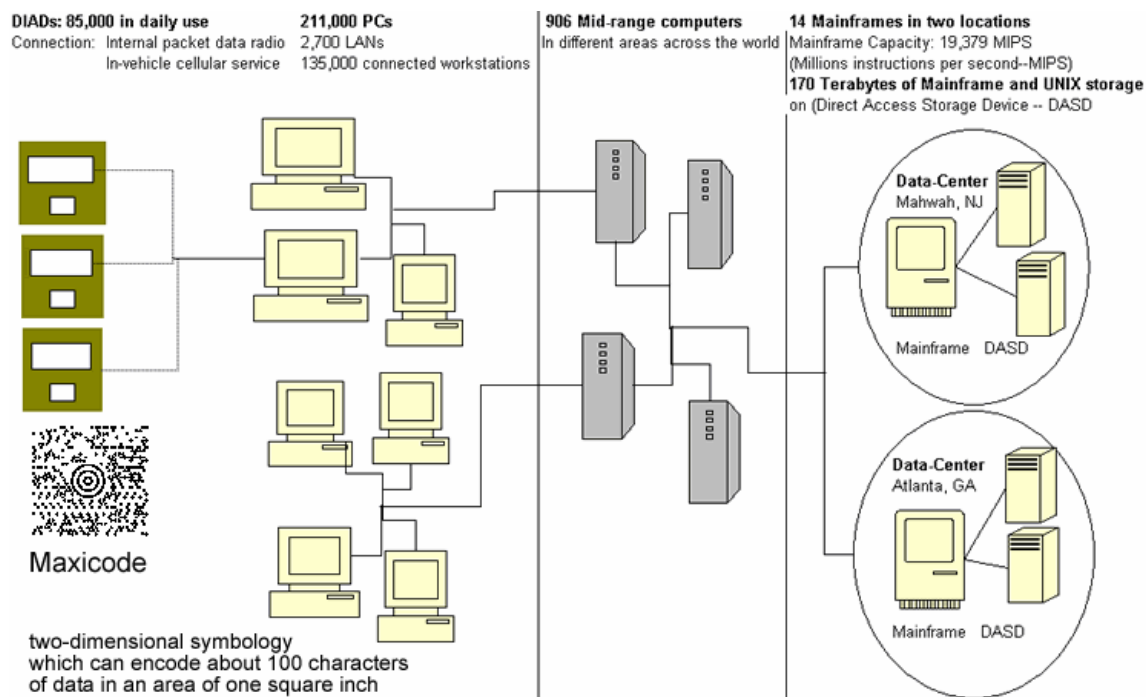 DIADs: 85,000 in daily use
Connection: Internal packet data radio
In-vehicle cellular service
211,000 PCs
2,700 LANs
135,000 connected workstations
906 Mid-range computers
In different areas across the world
14 Mainframes in two locations
Mainframe Capacity: 19,379 MIPS
(Millions instructions per second--MIPS)
170 Terabytes of Mainframe and UNIX storage
on (Direct Access Storage Device -- DASD
Data-Center
Mahwah, NJ
Mainframe DASD
Data-Center
Atlanta, GA
Mainframe DASD
Maxicode
two-dimensional symbology
which can encode about 100 characters
of data in an area of one square inch